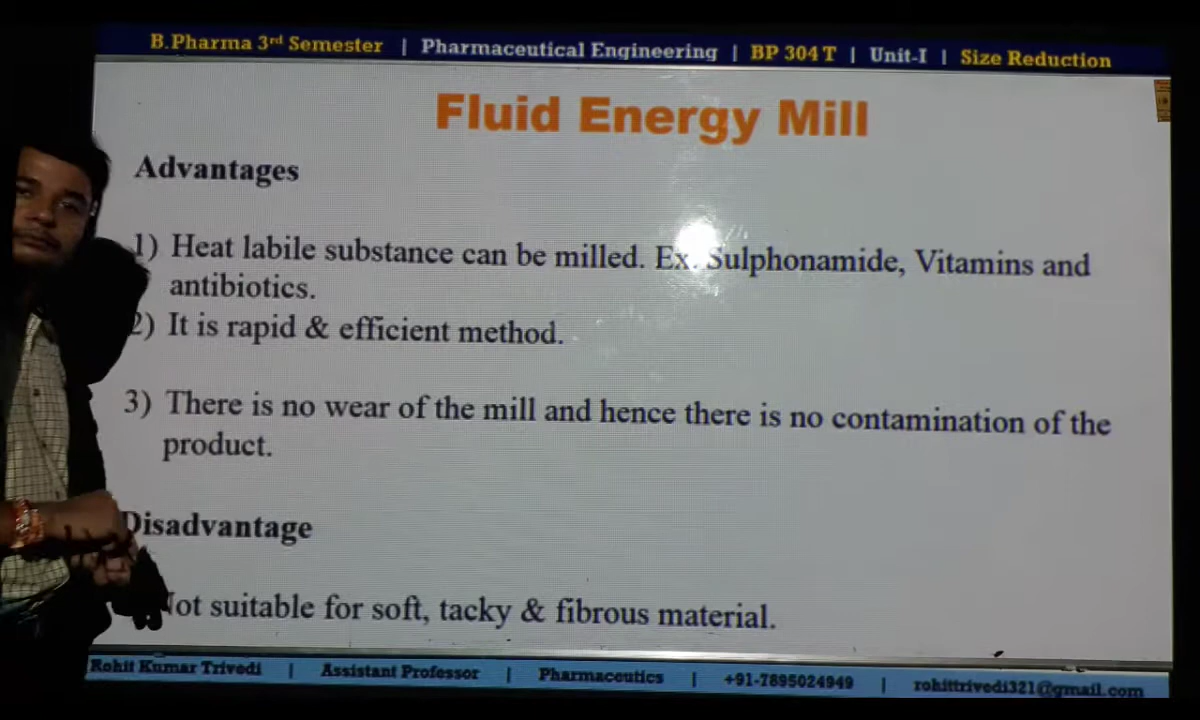 B.Pharma 3rd Semester | Pharmaceutical Engineering | BP 304 T | Unit-I | Size Reduction
Fluid Energy Mill
Advantages
1) Heat labile substance can be milled. Ex. Sulphonamide, Vitamins and
antibiotics.
2) It is rapid & efficient method.
3) There is no wear of the mill and hence there is no contamination of the
product.
Disadvantage
Not suitable for soft, tacky & fibrous material.
Rohit Kumar Trivedi | Assistant Professor | Pharmaceutics | +91-7895024949 | rohittrivedi321@gmail.com